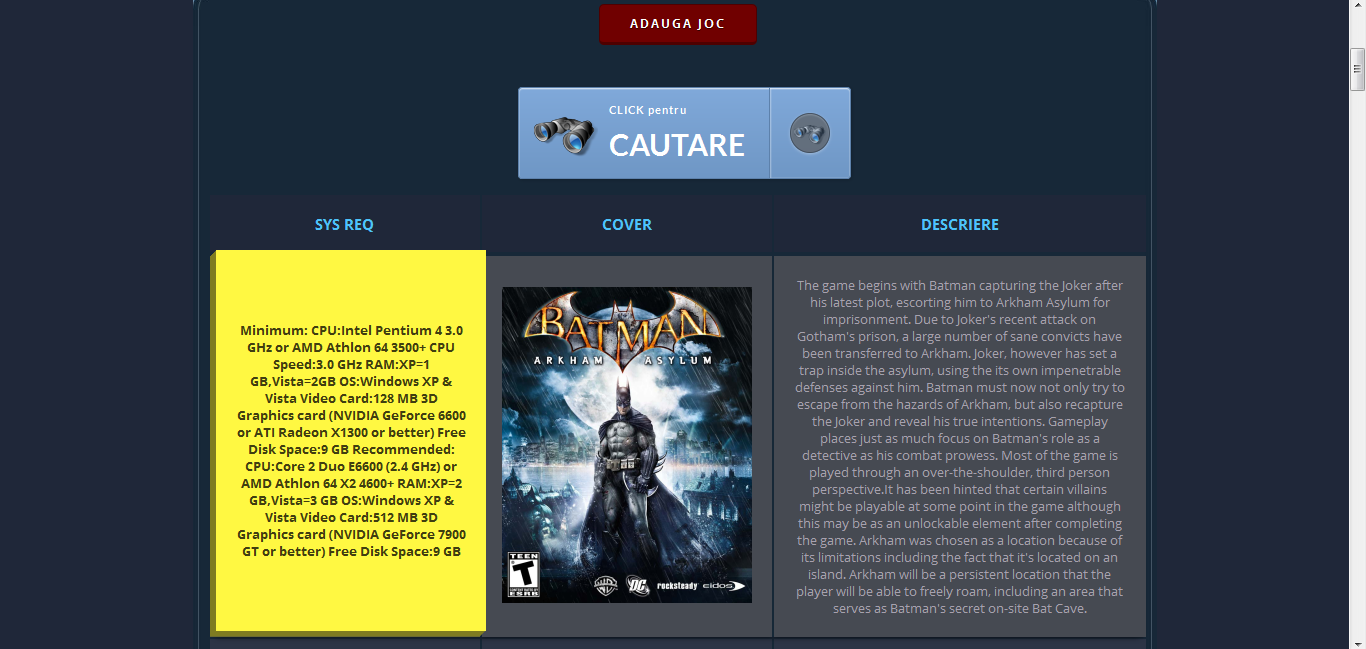 ADAUGA JOC
CLICK pentru
CAUTARE
SYS REQ
COVER
DESCRIERE
Minimum: CPU:Intel Pentium 4 3.0
GHz or AMD Athlon 64 3500+ CPU
Speed:3.0 GHz RAM:XP=1
GB,Vista=2GB OS:Windows XP &
Vista Video Card:128 MB 3D
Graphics card (NVIDIA GeForce 6600
or ATI Radeon X1300 or better) Free
Disk Space:9 GB Recommended:
CPU:Core 2 Duo E6600 (2.4 GHz) or
AMD Athlon 64 X2 4600+ RAM:XP=2
GB,Vista=3 GB OS:Windows XP &
Vista Video Card:512 MB 3D
Graphics card (NVIDIA GeForce 7900
GT or better) Free Disk Space:9 GB
BATMAN
ARKHAM ASYLUM
TEEN
T
CONTENT RATED BY
ESRB
WB
DC
rocksteady
eidos
The game begins with Batman capturing the Joker after
his latest plot, escorting him to Arkham Asylum for
imprisonment. Due to Joker's recent attack on
Gotham's prison, a large number of sane convicts have
been transferred to Arkham. Joker, however has set a
trap inside the asylum, using the its own impenetrable
defenses against him. Batman must now not only try to
escape from the hazards of Arkham, but also recapture
the Joker and reveal his true intentions. Gameplay
places just as much focus on Batman's role as a
detective as his combat prowess. Most of the game is
played through an over-the-shoulder, third person
perspective.It has been hinted that certain villains
might be playable at some point in the game although
this may be as an unlockable element after completing
the game. Arkham was chosen as a location because of
its limitations including the fact that it's located on an
island. Arkham will be a persistent location that the
player will be able to freely roam, including an area that
serves as Batman's secret on-site Bat Cave.